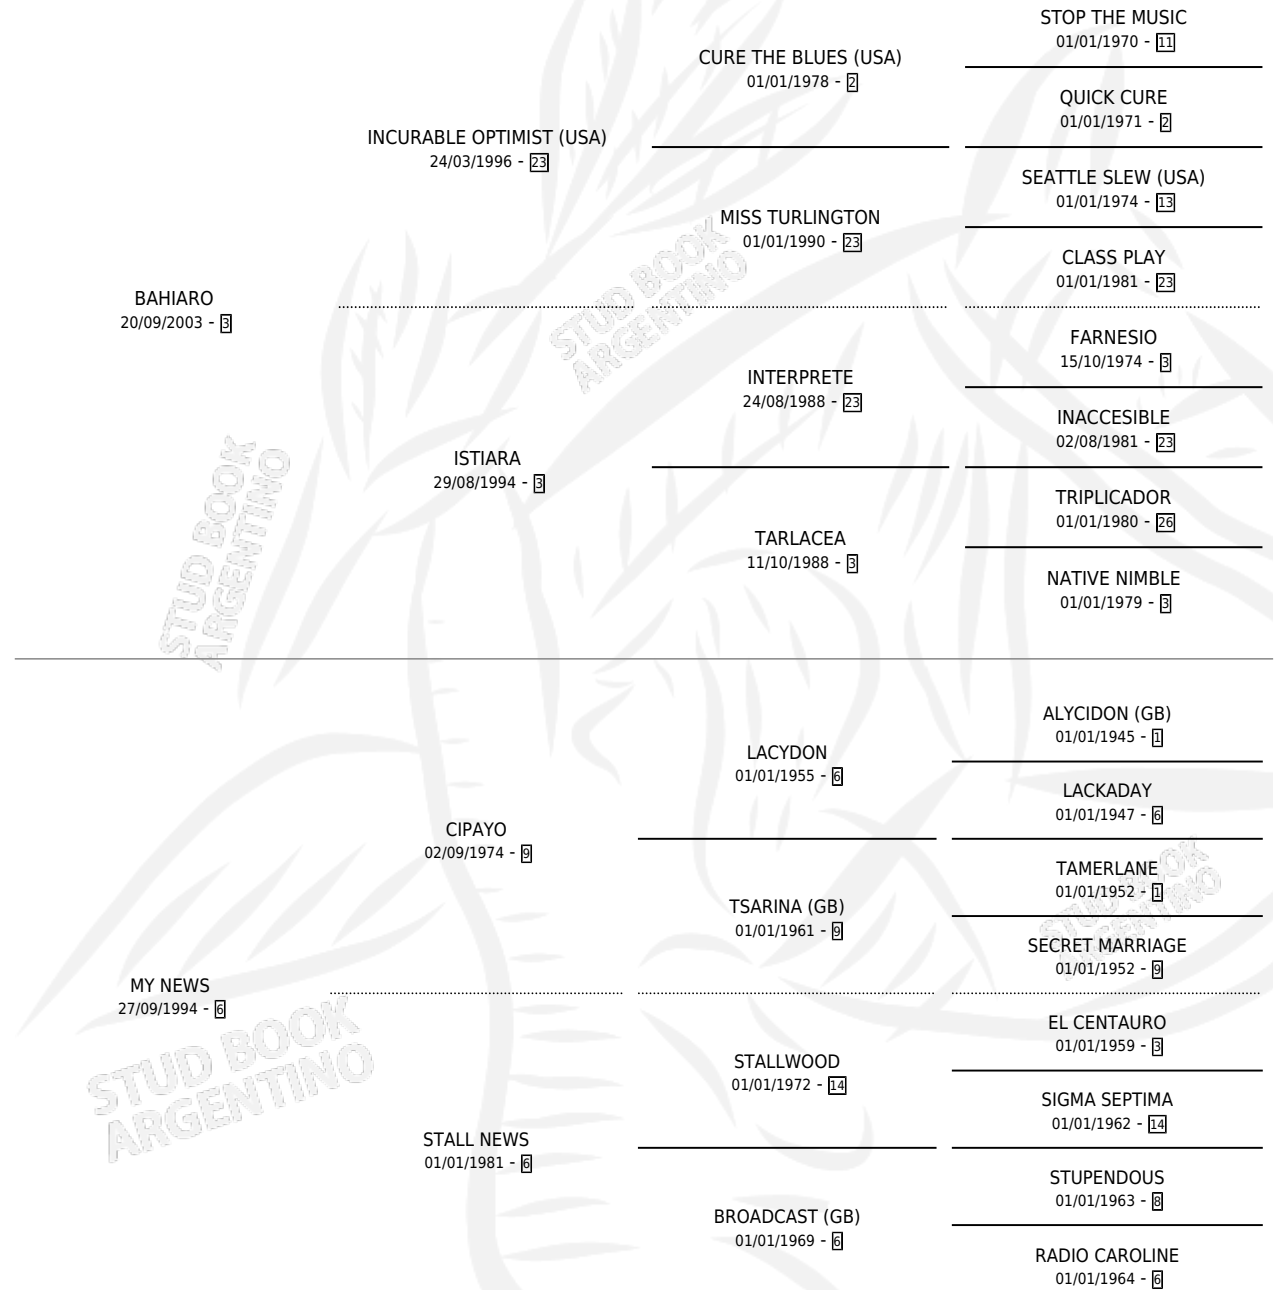 STOP THE MUSIC
01/01/1970 - 11
CURE THE BLUES (USA)
01/01/1978 - 2
QUICK CURE
01/01/1971 - 2
INCURABLE OPTIMIST (USA)
24/03/1996 - 23
SEATTLE SLEW (USA)
01/01/1974 - 13
MISS TURLINGTON
01/01/1990 - 23
CLASS PLAY
01/01/1981 - 23
BAHIARO
20/09/2003 - 3
FARNESIO
15/10/1974 - 3
INTERPRETE
24/08/1988 - 23
INACCESIBLE
02/08/1981 - 23
ISTIARA
29/08/1994 - 3
TRIPLICADOR
01/01/1980 - 26
TARLACEA
11/10/1988 - 3
NATIVE NIMBLE
01/01/1979 - 3
STUD BOOK
ARGENTINO
STUD BOOK
ARGENTINO
ALYCIDON (GB)
01/01/1945 - 1
LACYDON
01/01/1955 - 6
LACKADAY
01/01/1947 - 6
CIPAYO
02/09/1974 - 9
TAMERLANE
01/01/1952 - 1
TSARINA (GB)
01/01/1961 - 9
SECRET MARRIAGE
01/01/1952 - 9
MY NEWS
27/09/1994 - 6
EL CENTAURO
01/01/1959 - 3
STALLWOOD
01/01/1972 - 14
SIGMA SEPTIMA
01/01/1962 - 14
STALL NEWS
01/01/1981 - 6
STUPENDOUS
01/01/1963 - 8
BROADCAST (GB)
01/01/1969 - 6
RADIO CAROLINE
01/01/1964 - 6
STUD BOOK
ARGENTINO
STUD BOOK
ARGENTINO